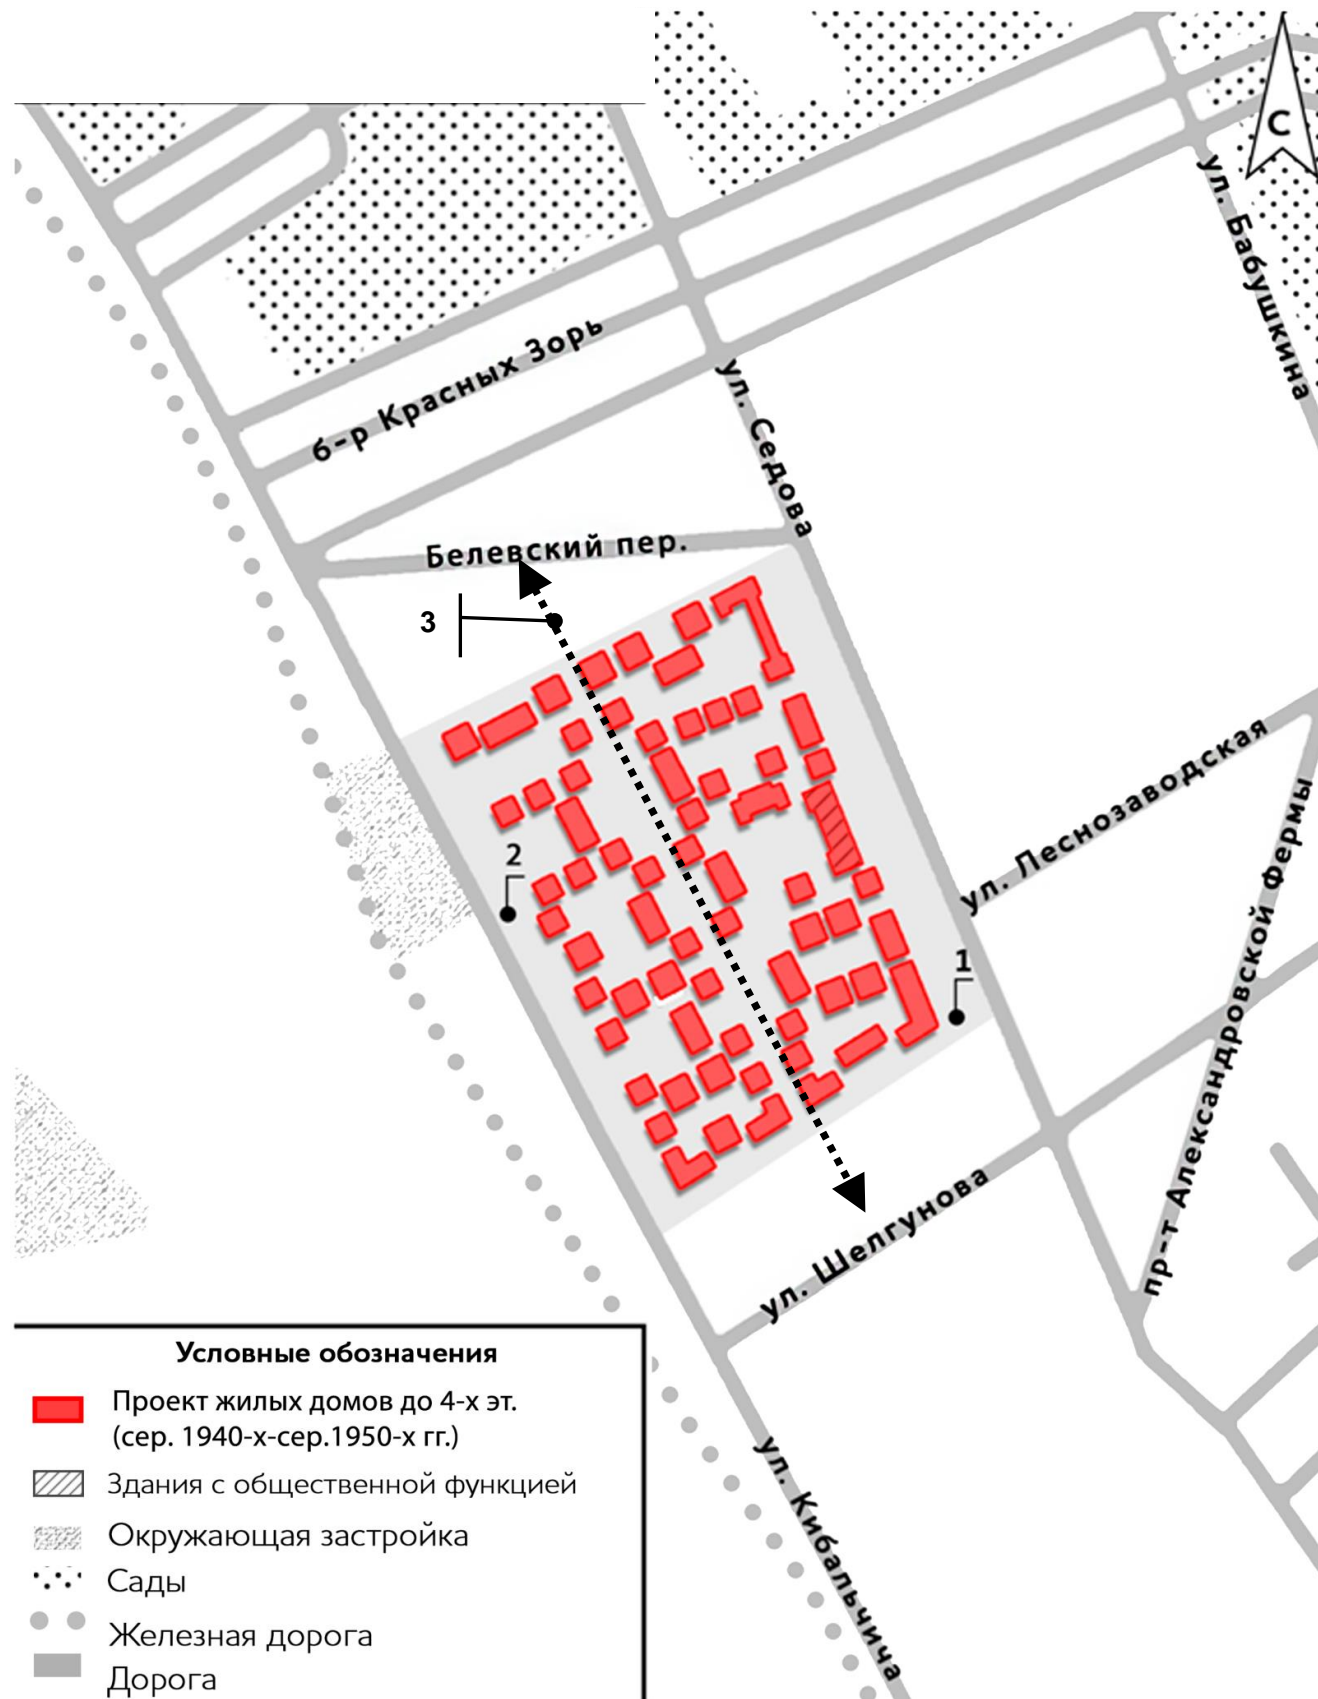 С
ул. Бабушкина
б-р Красных Зорь
ул. Седова
Белевский пер.
3
ул. Леснозаводская
пр-т Александровской Фермы
2
1
ул. Шелгунова
ул. Кибальчича
Условные обозначения
Проект жилых домов до 4-х эт.
(сер. 1940-х-сер.1950-х гг.)
Здания с общественной функцией
Окружающая застройка
Сады
Железная дорога
Дорога